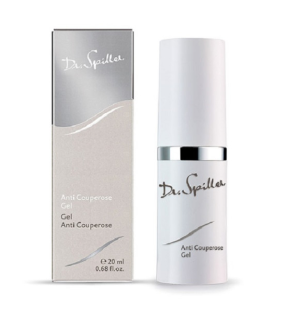 Dr. Spiller
Anti Couperose
Gel
Gel
Anti Couperose
℮ 20 ml
0.68 fl.oz.
Dr. Spiller
Anti Couperose
Gel